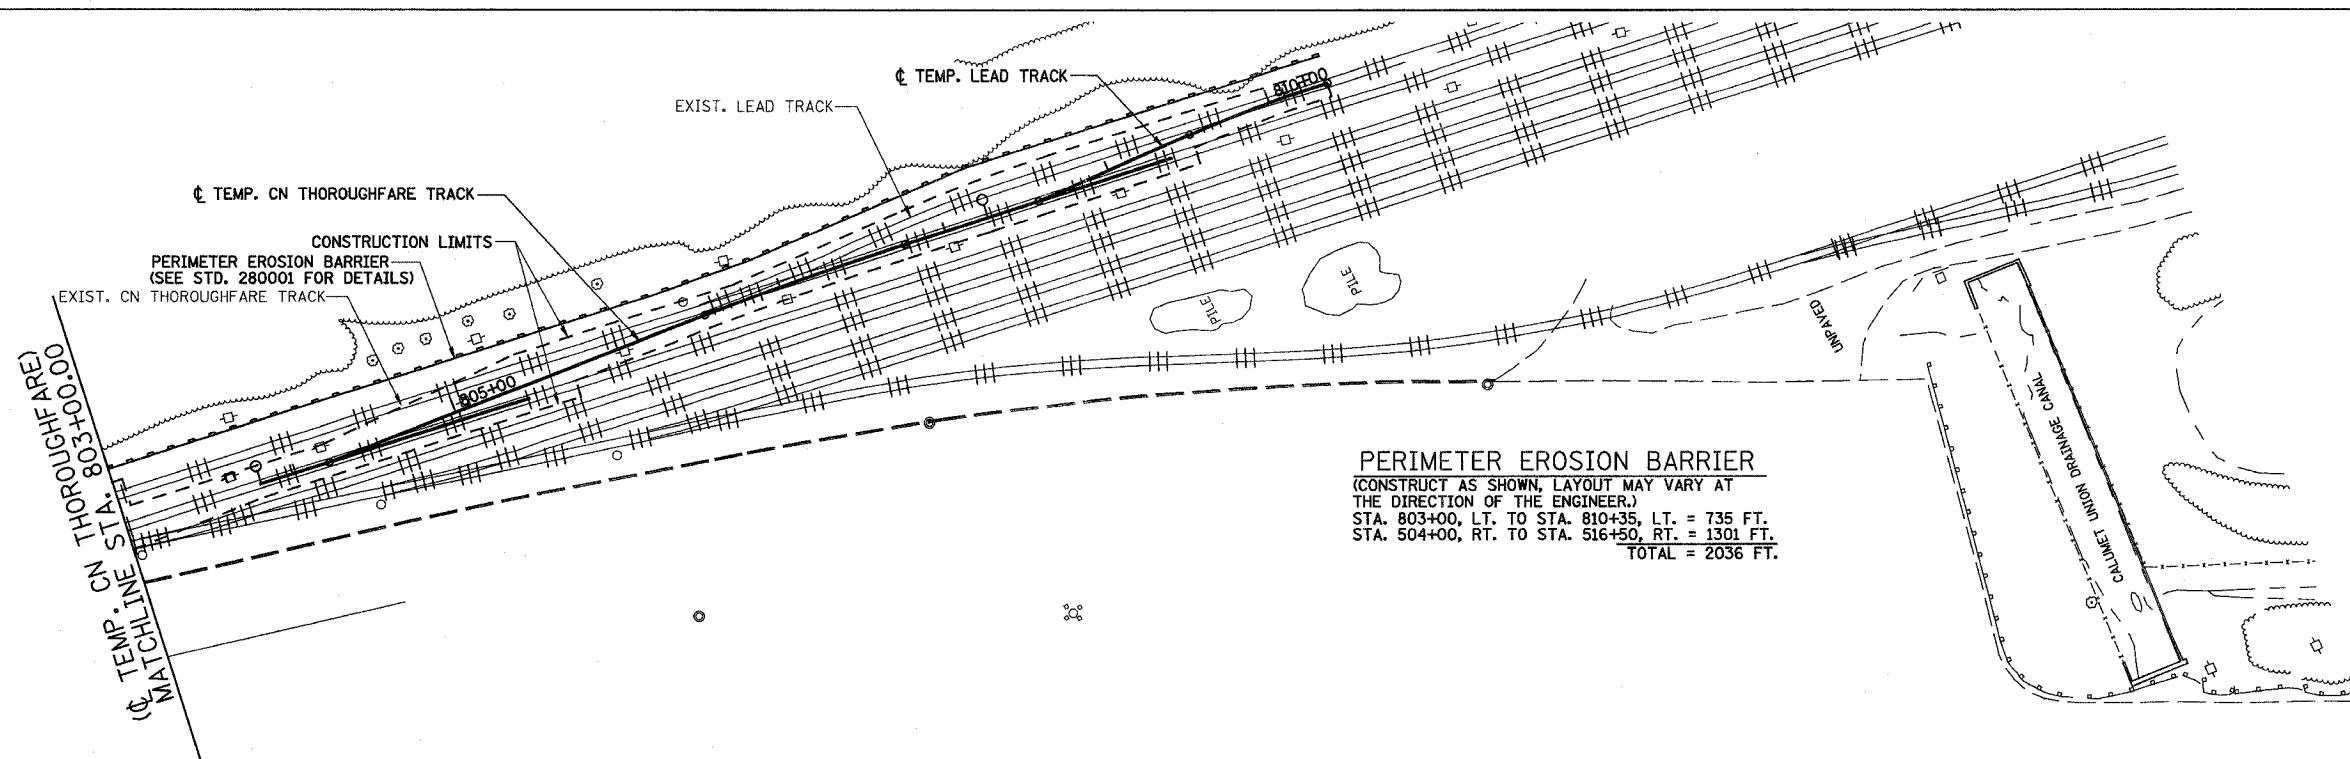 ℄ TEMP. LEAD TRACK
810+00
EXIST. LEAD TRACK
℄ TEMP. CN THOROUGHFARE TRACK
CONSTRUCTION LIMITS
PERIMETER EROSION BARRIER
(SEE STD. 280001 FOR DETAILS)
EXIST. CN THOROUGHFARE TRACK
805+00
PILE
PILE
UNPAVED
CALUMET UNION DRAINAGE CANAL
(℄ TEMP. CN THOROUGHFARE)
MATCHLINE STA. 803+00.00
PERIMETER EROSION BARRIER
(CONSTRUCT AS SHOWN, LAYOUT MAY VARY AT
THE DIRECTION OF THE ENGINEER.)
STA. 803+00, LT. TO STA. 810+35, LT. = 735 FT.
STA. 504+00, RT. TO STA. 516+50, RT. = 1301 FT.
TOTAL = 2036 FT.